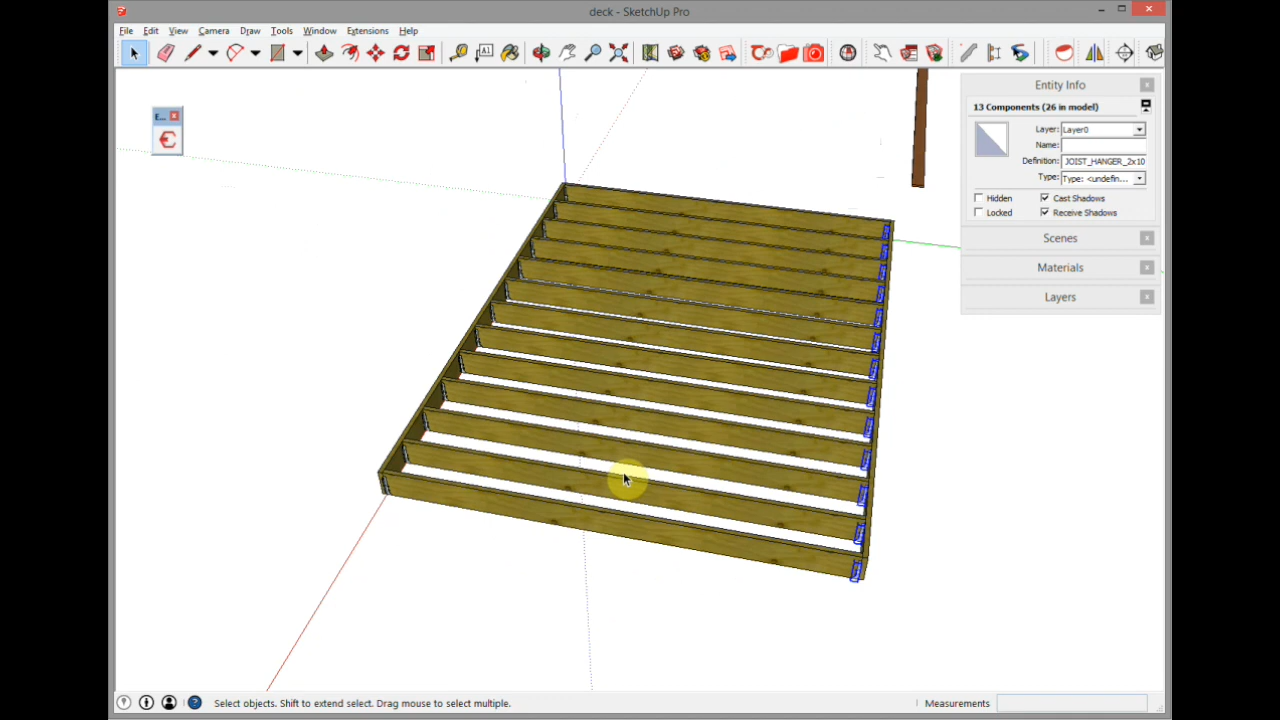 deck - SketchUp Pro
File Edit View Camera Draw Tools Window Extensions Help
A1
E...
Entity Info
13 Components (26 in model)
Layer: Layer0
Name:
Definition: JOIST_HANGER_2x10
Type: Type: <undefin...
Hidden Cast Shadows
Locked Receive Shadows
Scenes
Materials
Layers
Select objects. Shift to extend select. Drag mouse to select multiple.
Measurements